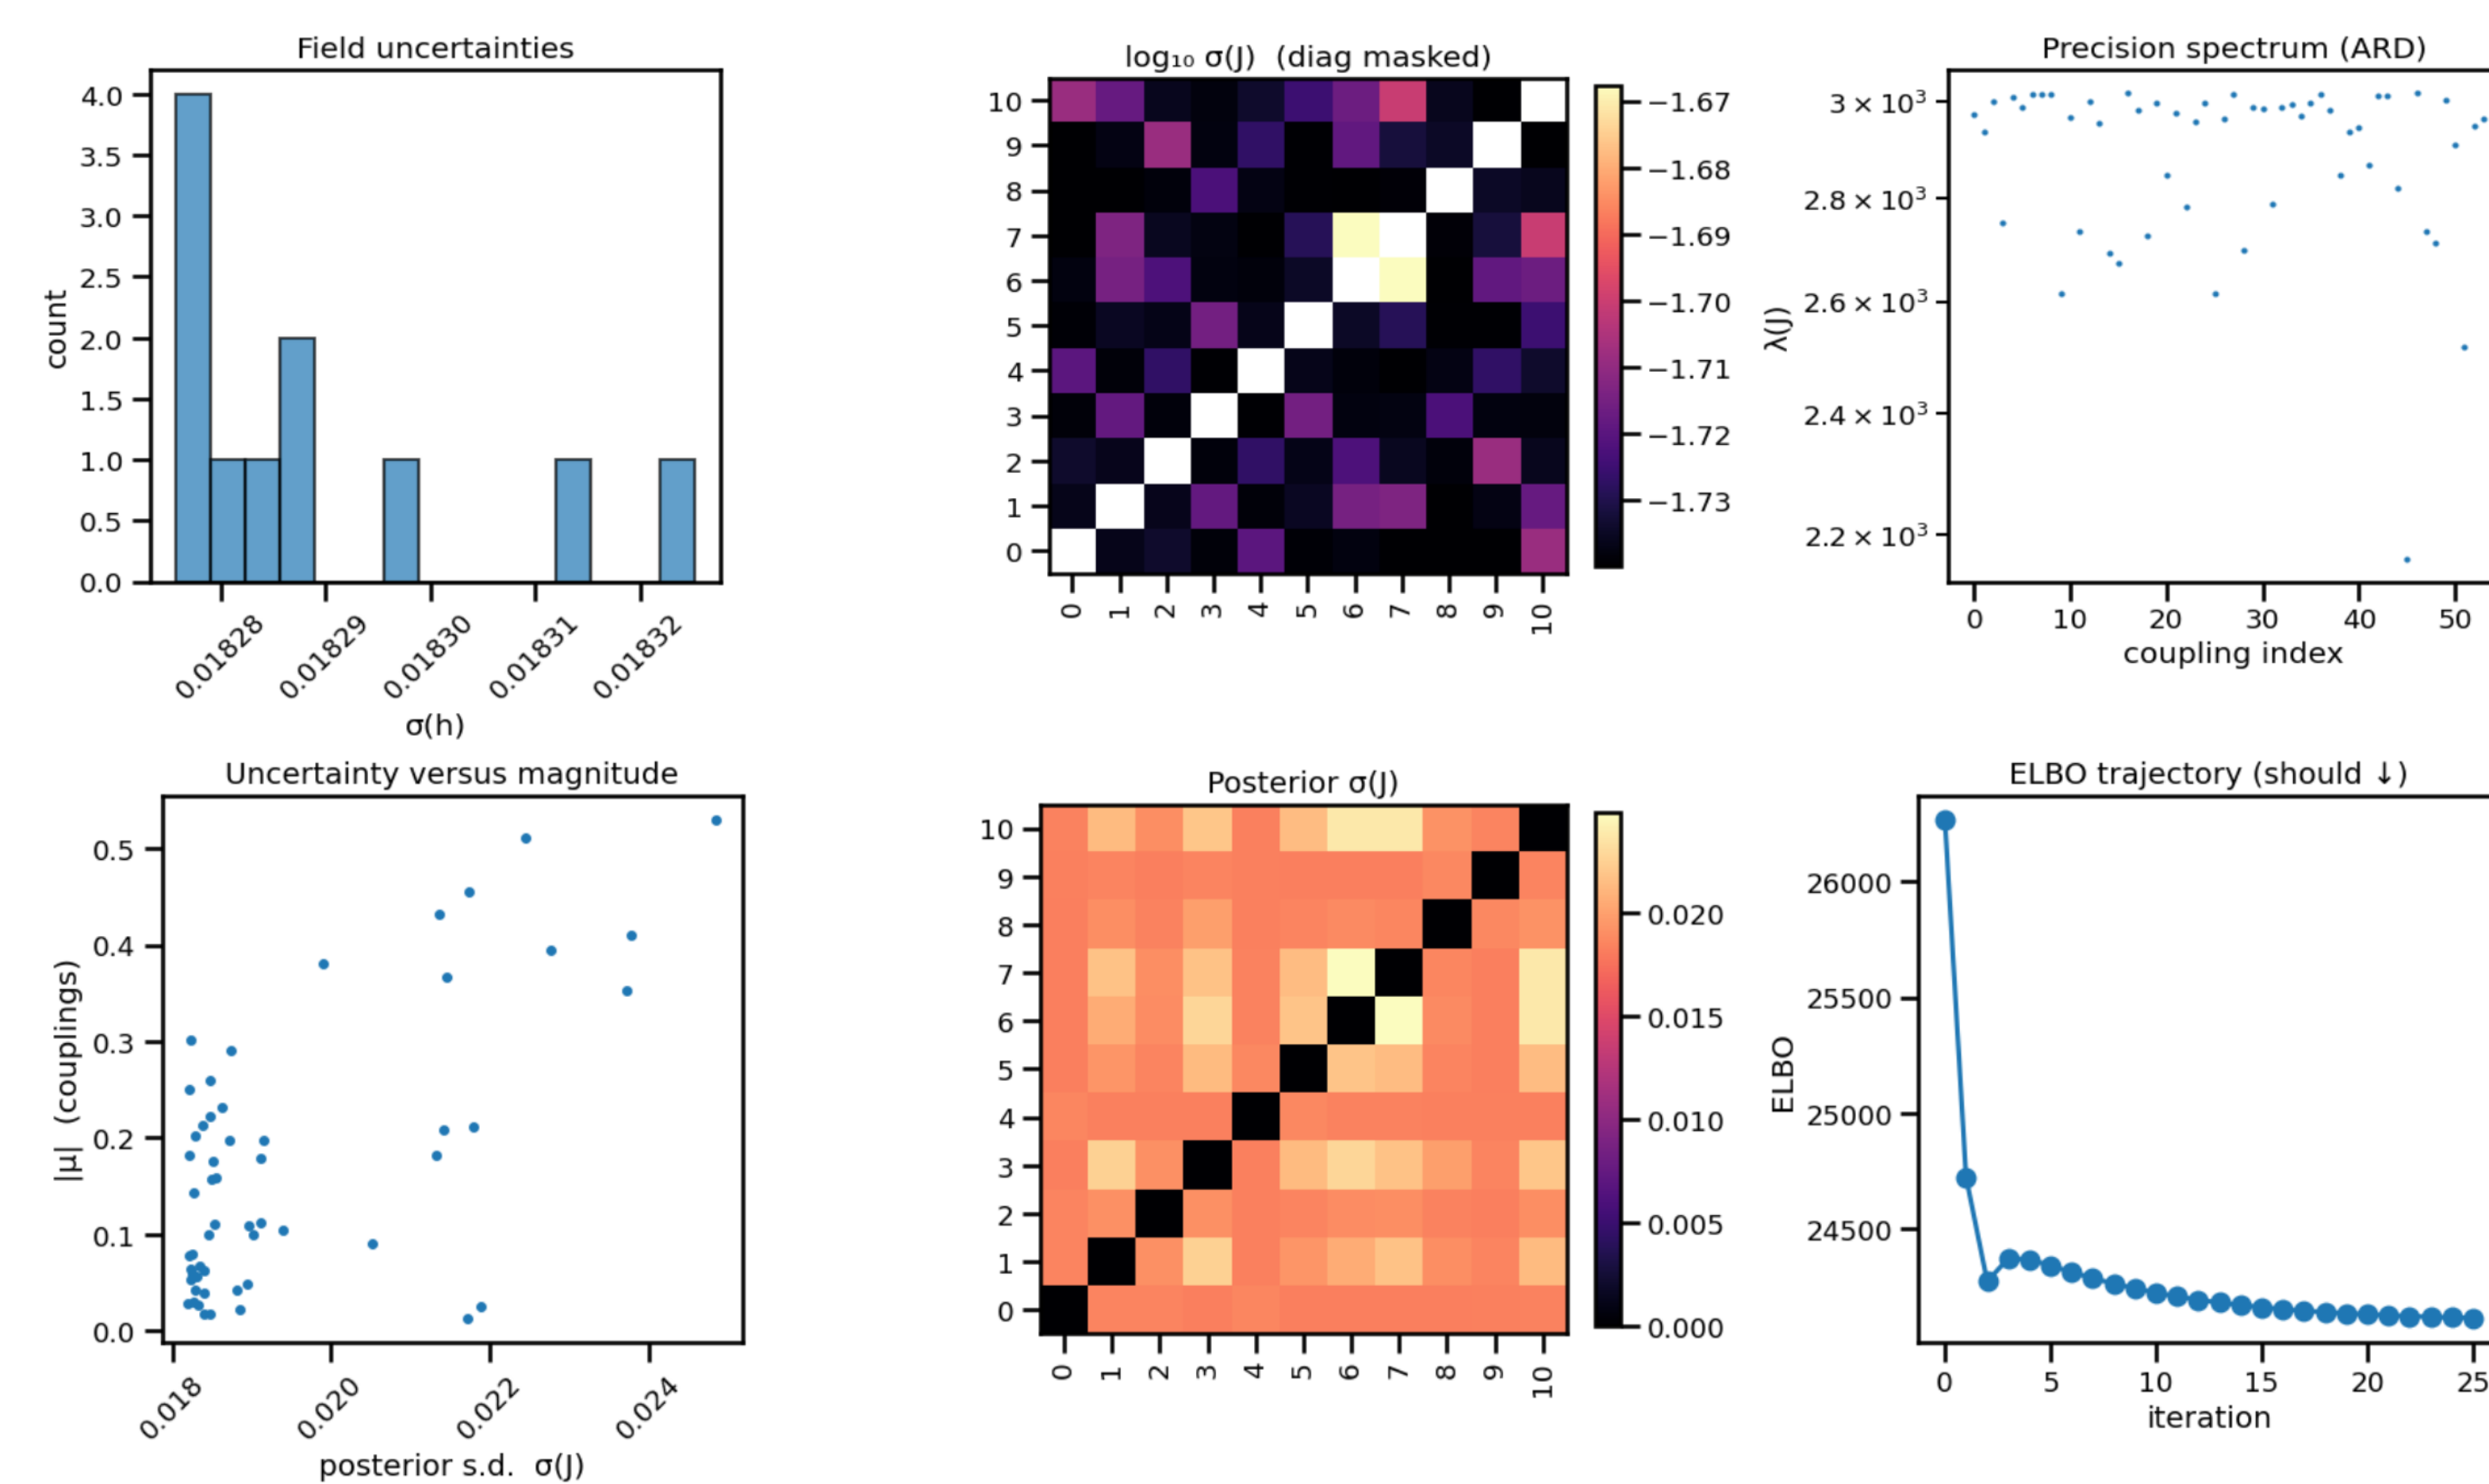 Field uncertainties
4.0
3.5
3.0
2.5
2.0
1.5
1.0
0.5
0.0
count
0.01828
0.01829
0.01830
0.01831
0.01832
σ(h)
log₁₀ σ(J) (diag masked)
10
9
8
7
6
5
4
3
2
1
0
0 1 2 3 4 5 6 7 8 9 10
−1.67
−1.68
−1.69
−1.70
−1.71
−1.72
−1.73
Precision spectrum (ARD)
3 × 10³
2.8 × 10³
2.6 × 10³
2.4 × 10³
2.2 × 10³
λ(J)
0 10 20 30 40 50
coupling index
Uncertainty versus magnitude
0.5
0.4
0.3
0.2
0.1
0.0
|μ| (couplings)
0.018
0.020
0.022
0.024
posterior s.d. σ(J)
Posterior σ(J)
10
9
8
7
6
5
4
3
2
1
0
0 1 2 3 4 5 6 7 8 9 10
0.020
0.015
0.010
0.005
0.000
ELBO trajectory (should ↓)
26000
25500
25000
24500
ELBO
0 5 10 15 20 25
iteration